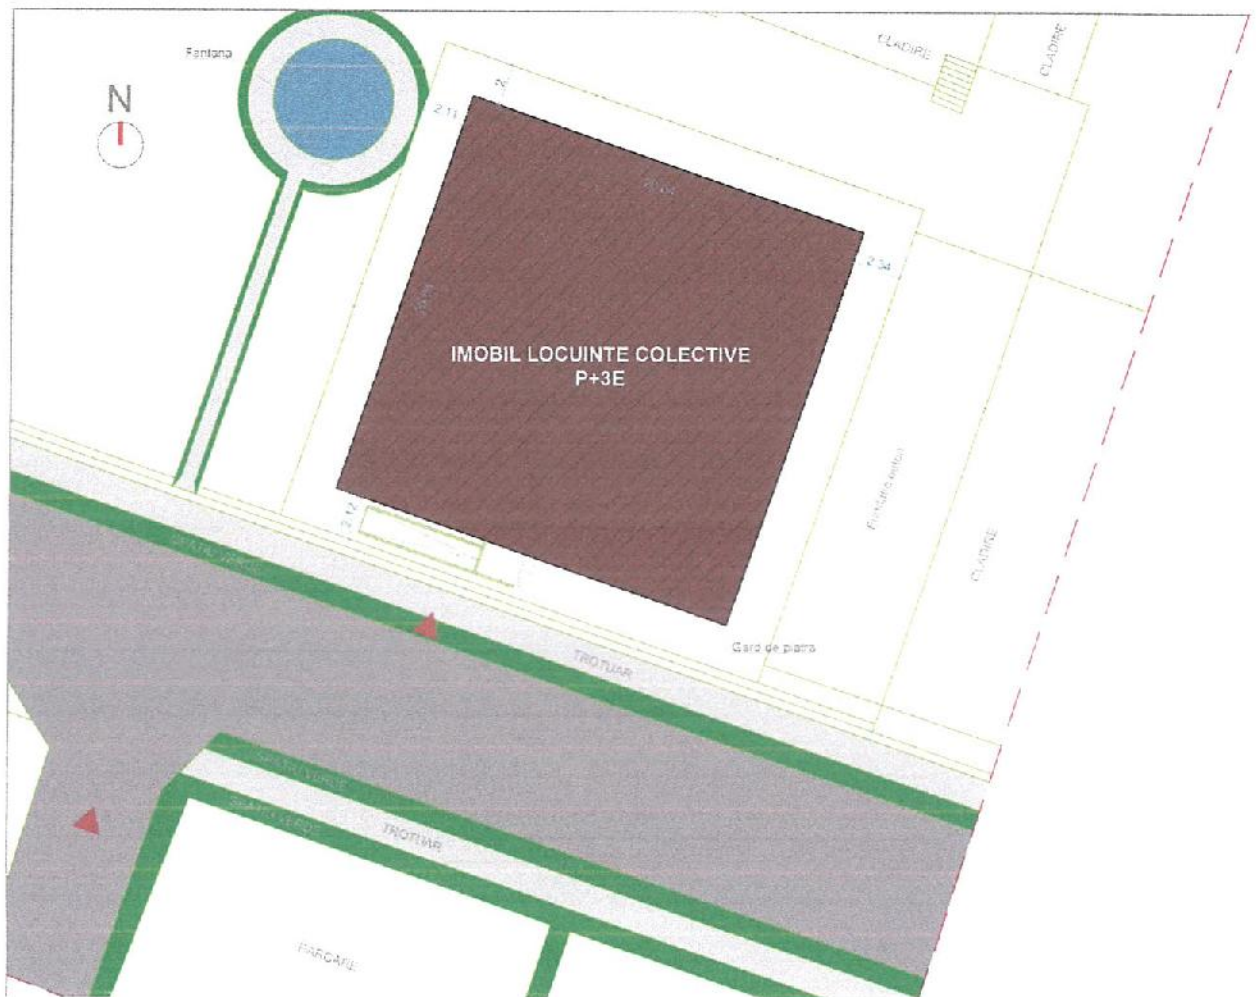 CLADIRE
CLADIRE
Fantana
N
2.11
2.34
IMOBIL LOCUINTE COLECTIVE
P+3E
2.12
CLADIRE
SPATIU VERDE
Gard de piatra
TROTUAR
SPATIU VERDE
SPATIU VERDE
TROTUAR
PARCARE